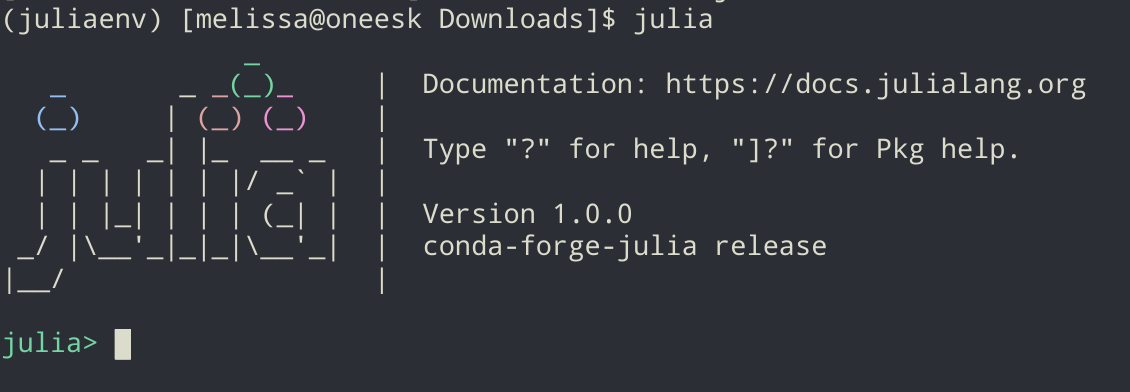 (juliaenv) [melissa@oneesk Downloads]$ julia
               _
   _       _ _(_)_     |  Documentation: https://docs.julialang.org
  (_)     | (_) (_)    |
   _ _   _| |_  __ _   |  Type "?" for help, "]?" for Pkg help.
  | | | | | | |/ _` |  |
  | | |_| | | | (_| |  |  Version 1.0.0
 _/ |\__'_|_|_|\__'_|  |  conda-forge-julia release
|__/                   |
julia>